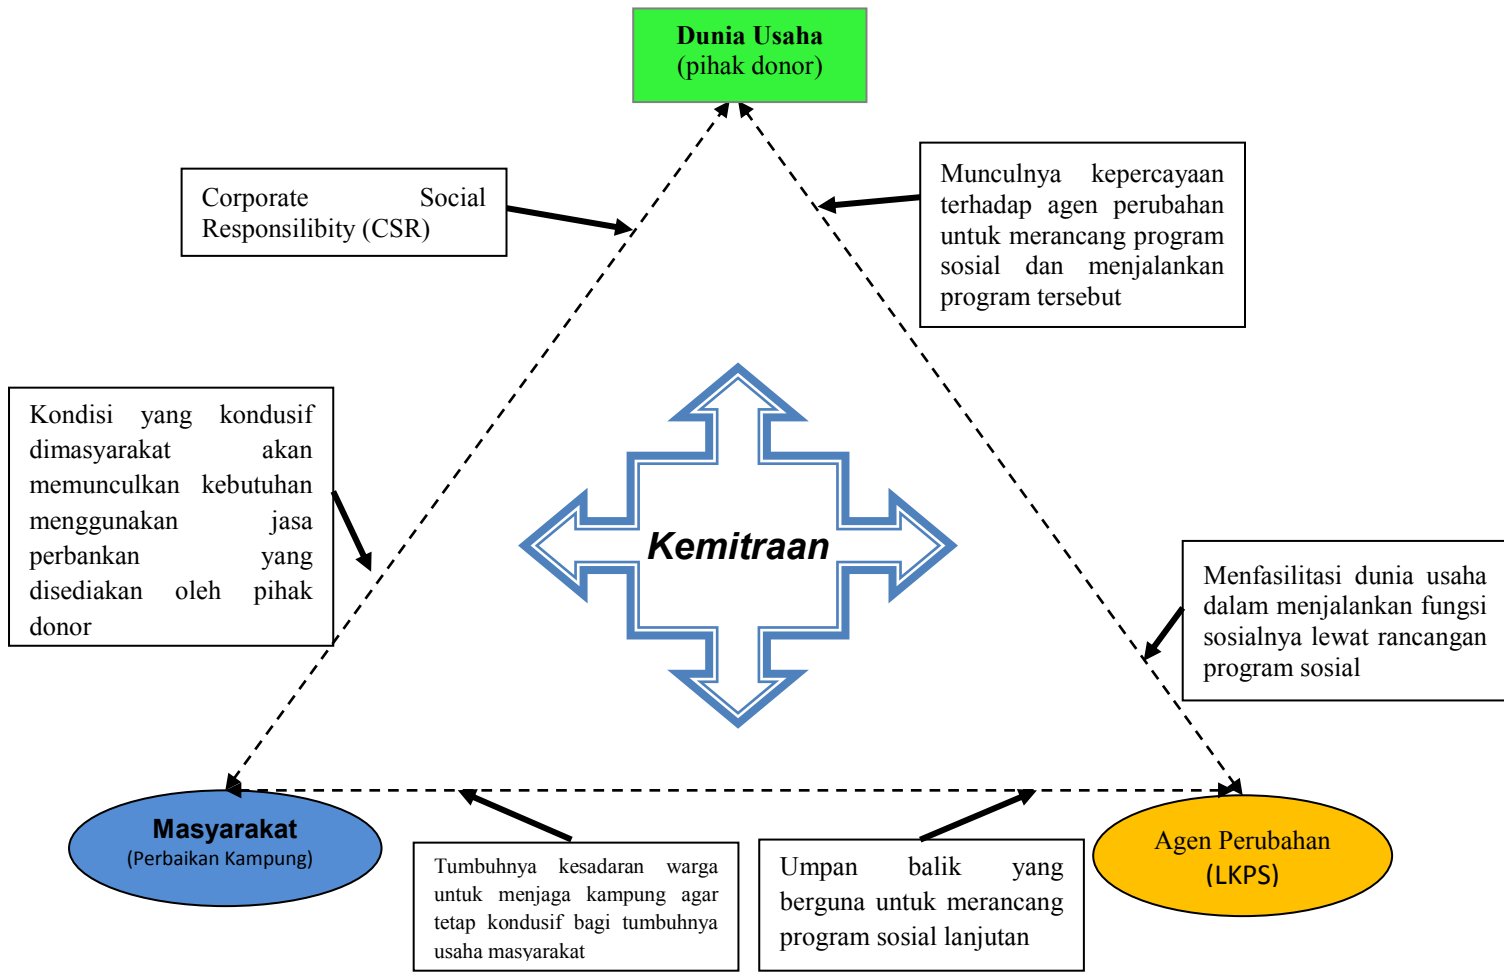 Dunia Usaha
(pihak donor)
Corporate Social
Responsilibity (CSR)
Munculnya kepercayaan
terhadap agen perubahan
untuk merancang program
sosial dan menjalankan
program tersebut
Kondisi yang kondusif
dimasyarakat akan
memunculkan kebutuhan
menggunakan jasa
perbankan yang
disediakan oleh pihak
donor
Kemitraan
Menfasilitasi dunia usaha
dalam menjalankan fungsi
sosialnya lewat rancangan
program sosial
Masyarakat
(Perbaikan Kampung)
Agen Perubahan
(LKPS)
Tumbuhnya kesadaran warga
untuk menjaga kampung agar
tetap kondusif bagi tumbuhnya
usaha masyarakat
Umpan balik yang
berguna untuk merancang
program sosial lanjutan